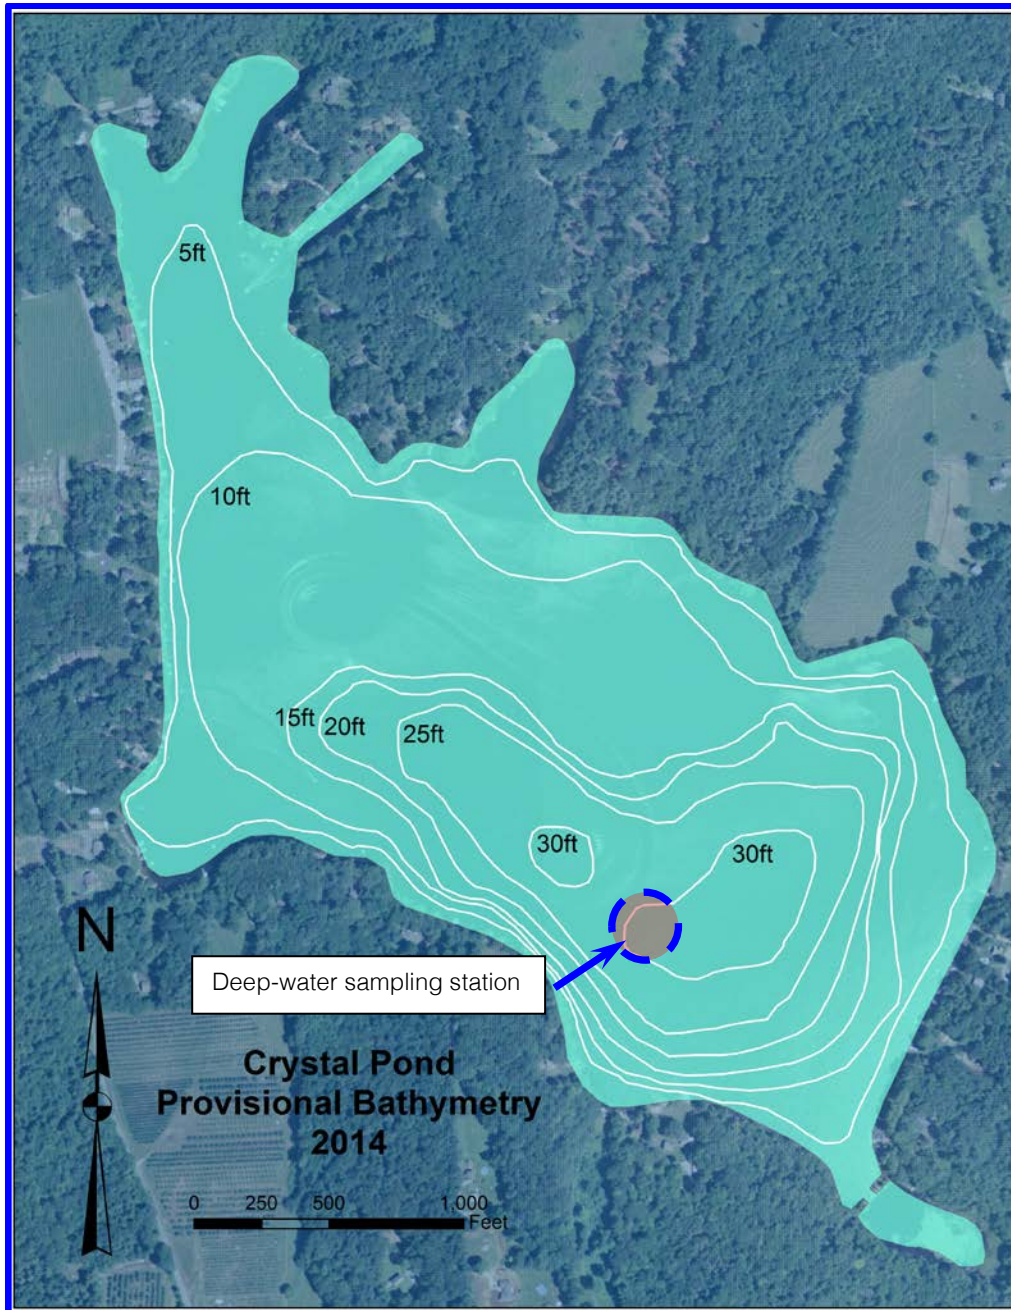 5ft
10ft
15ft
20ft
25ft
30ft
30ft
N
Deep-water sampling station
Crystal Pond
Provisional Bathymetry
2014
0 250 500 1,000
Feet